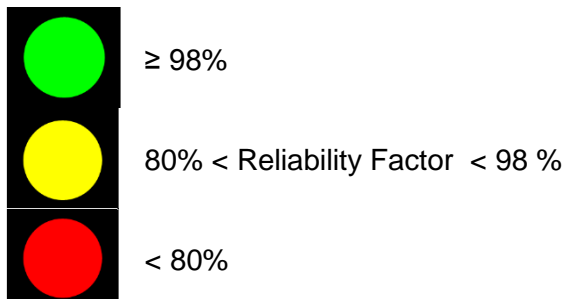 ≥ 98%
80% < Reliability Factor < 98 %
< 80%